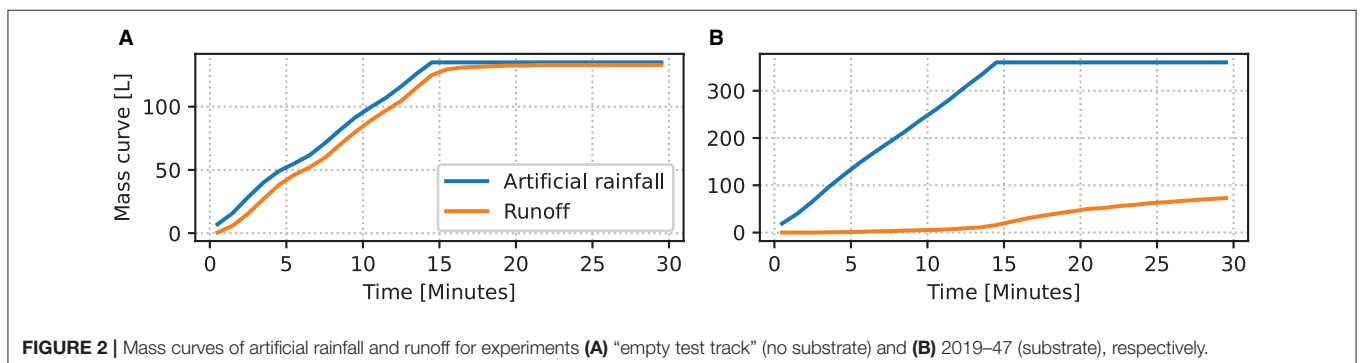 A
Mass curve [L]
100
50
0
0 5 10 15 20 25 30
Time [Minutes]
Artificial rainfall
Runoff
B
300
200
100
0
0 5 10 15 20 25 30
Time [Minutes]
FIGURE 2 | Mass curves of artificial rainfall and runoff for experiments (A) “empty test track” (no substrate) and (B) 2019–47 (substrate), respectively.